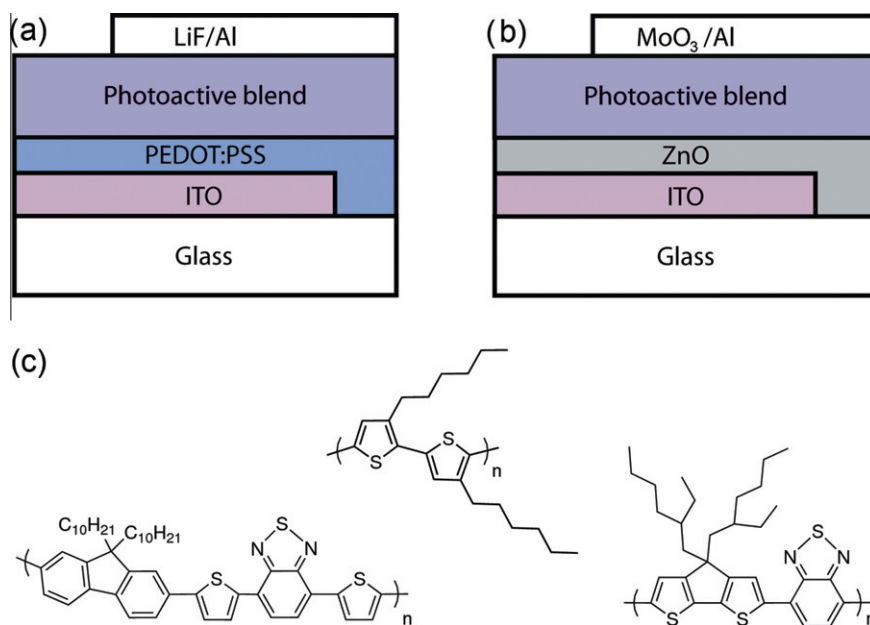 (a)
LiF/Al
Photoactive blend
PEDOT:PSS
ITO
Glass
(b)
MoO₃ /Al
Photoactive blend
ZnO
ITO
Glass
(c)
S
S
n
C₁₀H₂₁
C₁₀H₂₁
S
N
N
S
S
n
S
N
N
S
S
n